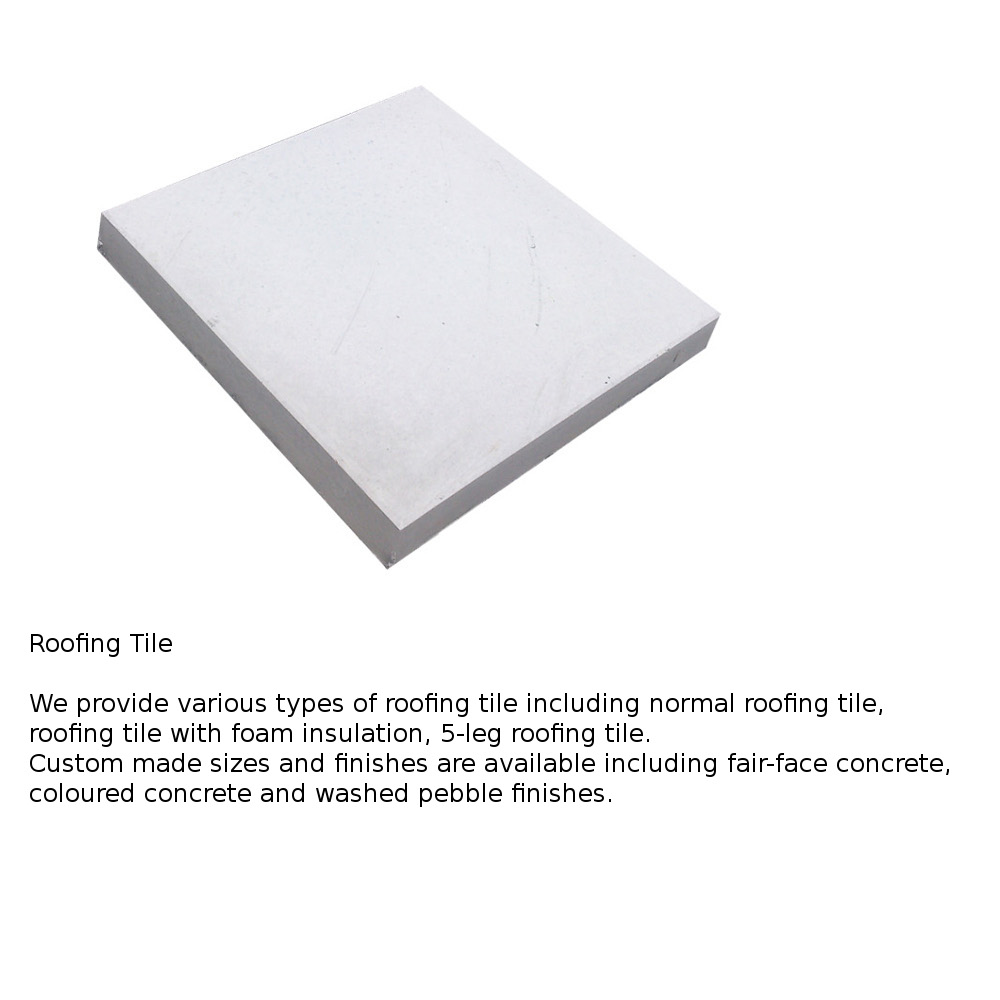 Roofing Tile
We provide various types of roofing tile including normal roofing tile,
roofing tile with foam insulation, 5-leg roofing tile.
Custom made sizes and finishes are available including fair-face concrete,
coloured concrete and washed pebble finishes.